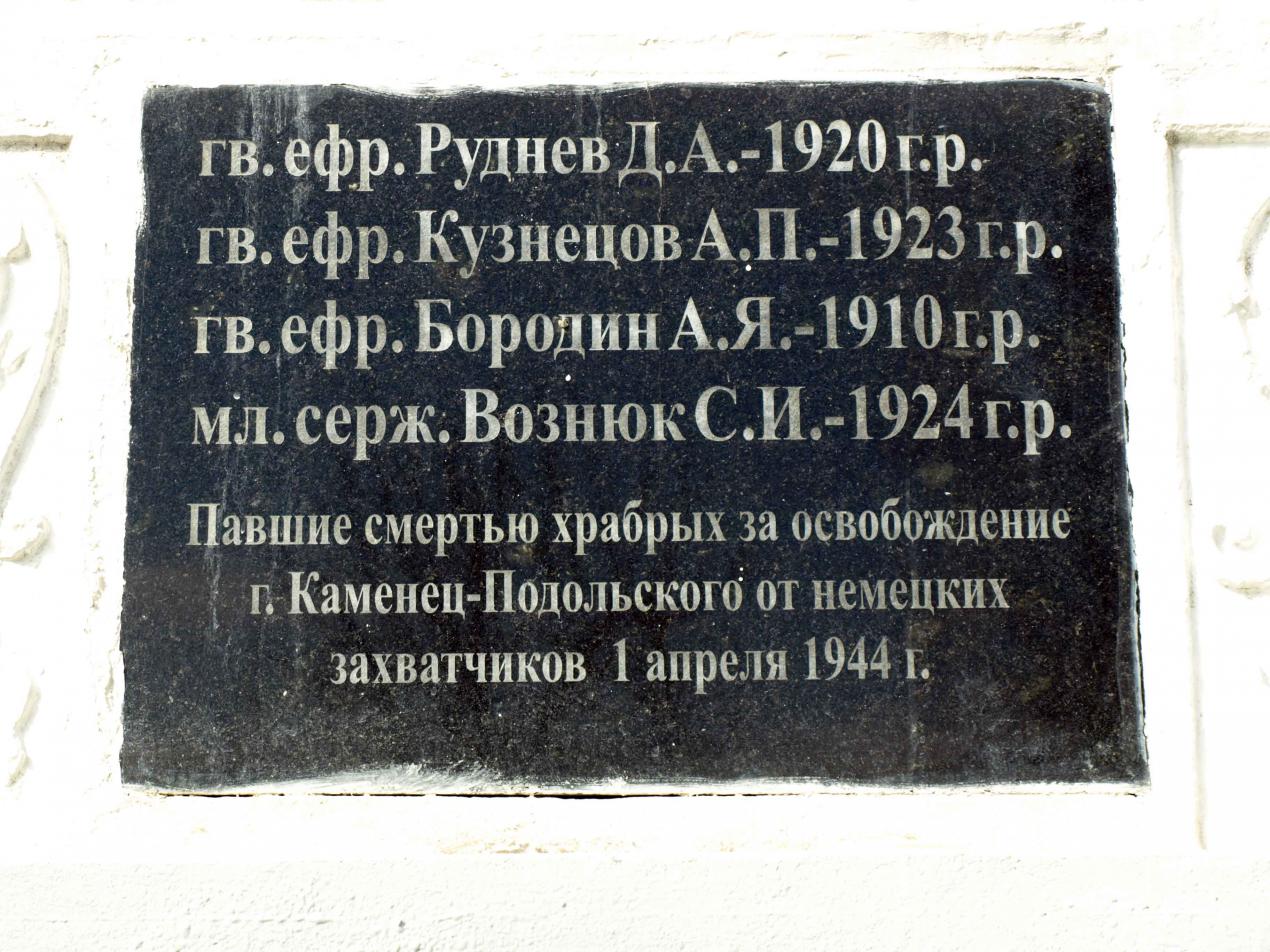 гв. ефр. Руднев Д.А.-1920 г.р.
гв. ефр. Кузнецов А.П.-1923 г.р.
гв. ефр. Бородин А.Я.-1910 г.р.
мл. серж. Вознюк С.И.-1924 г.р.
Павшие смертью храбрых за освобождение
г. Каменец-Подольского от немецких
захватчиков 1 апреля 1944 г.